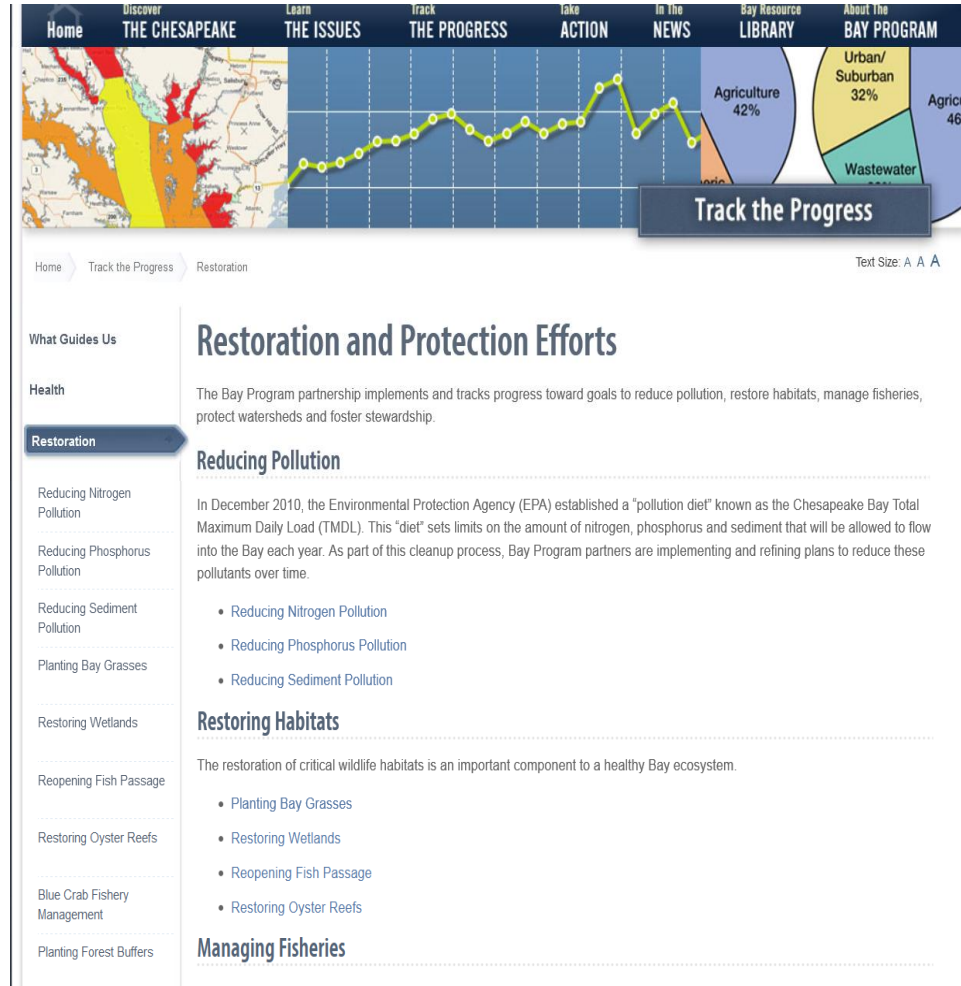 Discover Learn Track Take In The Bay Resource About The
Home THE CHESAPEAKE THE ISSUES THE PROGRESS ACTION NEWS LIBRARY BAY PROGRAM
Salisbury
Princess Anne
Agriculture
42%
Urban/
Suburban
32%
Wastewater
Track the Progress
Home Track the Progress Restoration
Text Size: A A A
What Guides Us
Health
Restoration
Reducing Nitrogen
Pollution
Reducing Phosphorus
Pollution
Reducing Sediment
Pollution
Planting Bay Grasses
Restoring Wetlands
Reopening Fish Passage
Restoring Oyster Reefs
Blue Crab Fishery
Management
Planting Forest Buffers
Restoration and Protection Efforts
The Bay Program partnership implements and tracks progress toward goals to reduce pollution, restore habitats, manage fisheries,
protect watersheds and foster stewardship.
Reducing Pollution
In December 2010, the Environmental Protection Agency (EPA) established a “pollution diet” known as the Chesapeake Bay Total
Maximum Daily Load (TMDL). This “diet” sets limits on the amount of nitrogen, phosphorus and sediment that will be allowed to flow
into the Bay each year. As part of this cleanup process, Bay Program partners are implementing and refining plans to reduce these
pollutants over time.
• Reducing Nitrogen Pollution
• Reducing Phosphorus Pollution
• Reducing Sediment Pollution
Restoring Habitats
The restoration of critical wildlife habitats is an important component to a healthy Bay ecosystem.
• Planting Bay Grasses
• Restoring Wetlands
• Reopening Fish Passage
• Restoring Oyster Reefs
Managing Fisheries